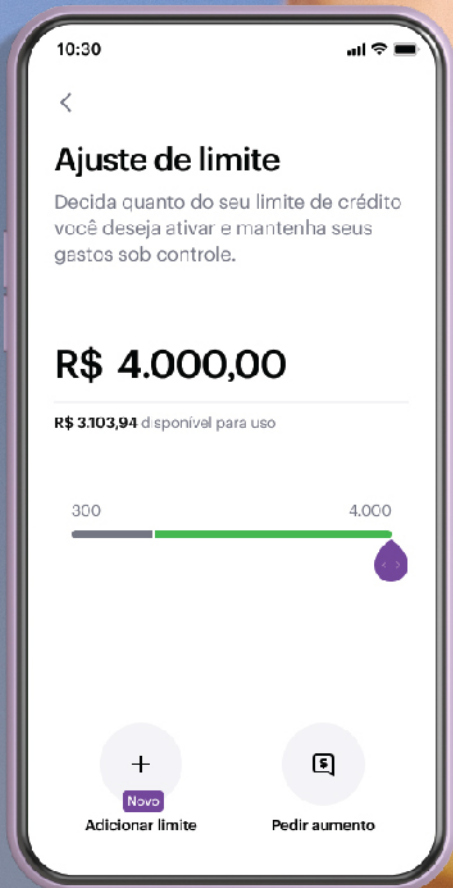 10:30
Ajuste de limite
Decida quanto do seu limite de crédito
você deseja ativar e mantenha seus
gastos sob controle.
R$ 4.000,00
R$ 3.103,94 disponível para uso
300 4.000
Novo
Adicionar limite Pedir aumento